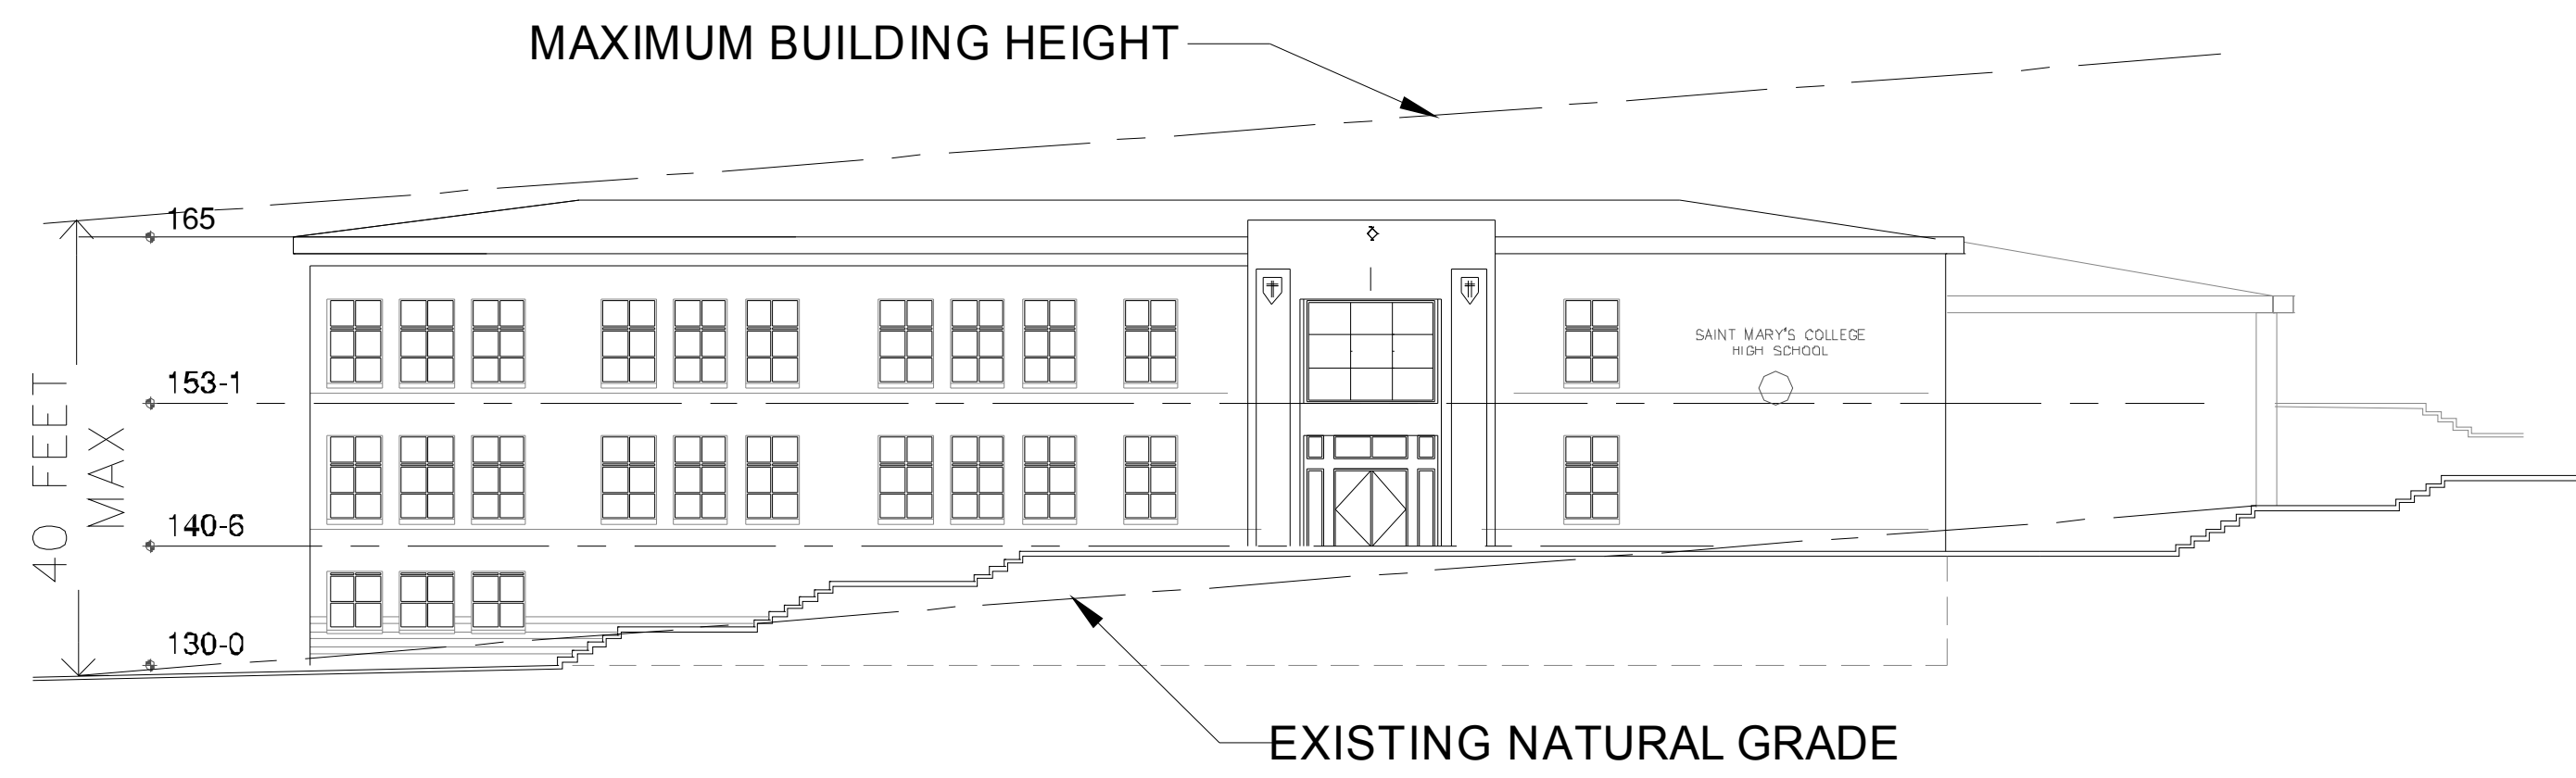 MAXIMUM BUILDING HEIGHT
165
SAINT MARY'S COLLEGE
HIGH SCHOOL
153-1
40 FEET
MAX
140-6
130-0
EXISTING NATURAL GRADE